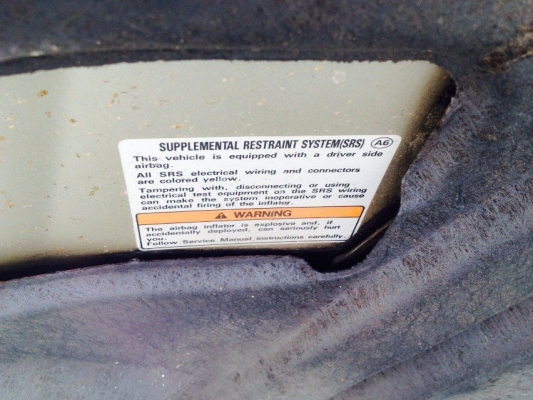 SUPPLEMENTAL RESTRAINT SYSTEM(SRS) A6
This vehicle is equipped with a driver side
airbag.
All SRS electrical wiring and connectors
are colored yellow.
Tampering with, disconnecting or using
electrical test equipment on the SRS wiring
can make the system inoperative or cause
accidental firing of the inflator.
WARNING
The airbag inflator is explosive and, if
accidentally deployed, can seriously hurt
you.
Follow Service Manual instructions carefully.